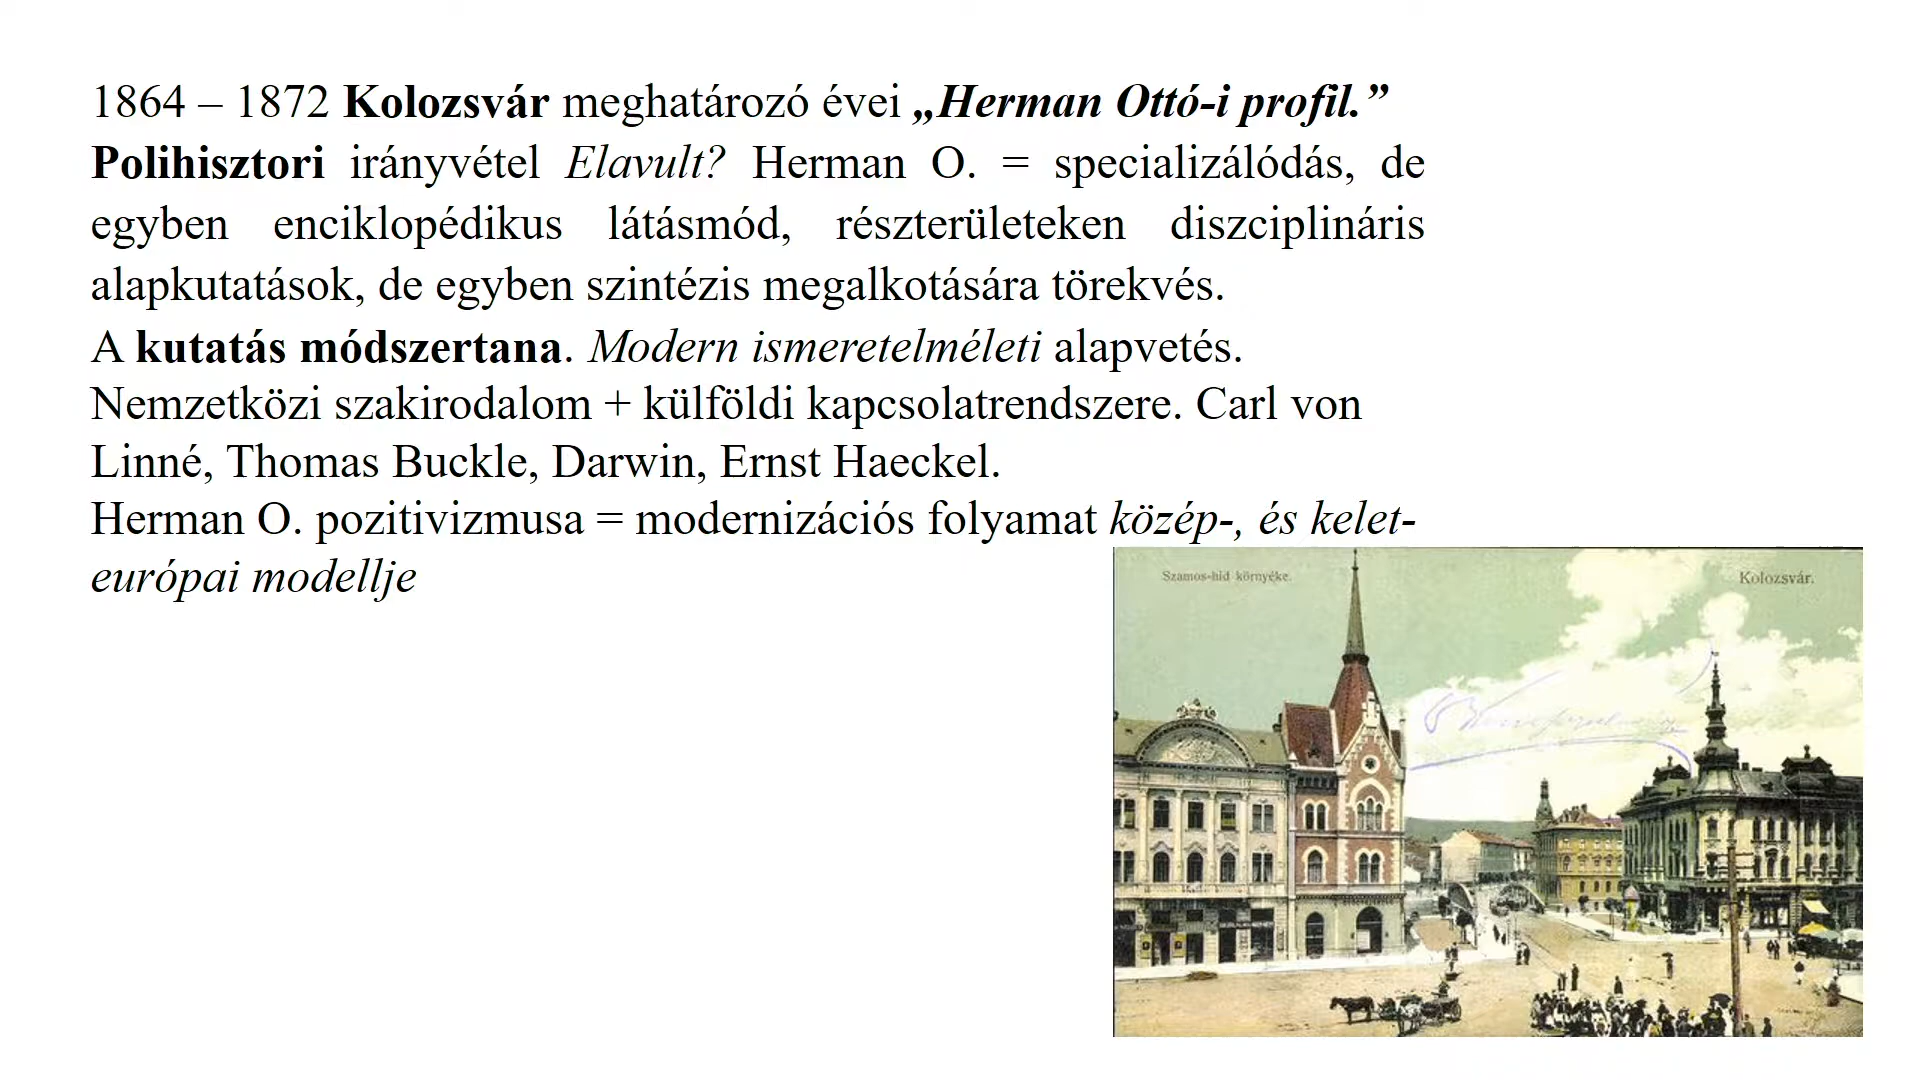 1864 – 1872 Kolozsvár meghatározó évei „Herman Ottó-i profil.”
Polihisztori irányvétel Elavult? Herman O. = specializálódás, de
egyben enciklopédikus látásmód, részterületeken diszciplináris
alapkutatások, de egyben szintézis megalkotására törekvés.
A kutatás módszertana. Modern ismeretelméleti alapvetés.
Nemzetközi szakirodalom + külföldi kapcsolatrendszere. Carl von
Linné, Thomas Buckle, Darwin, Ernst Haeckel.
Herman O. pozitivizmusa = modernizációs folyamat közép-, és kelet-
európai modellje
Szamos-hid környéke.
Kolozsvár.